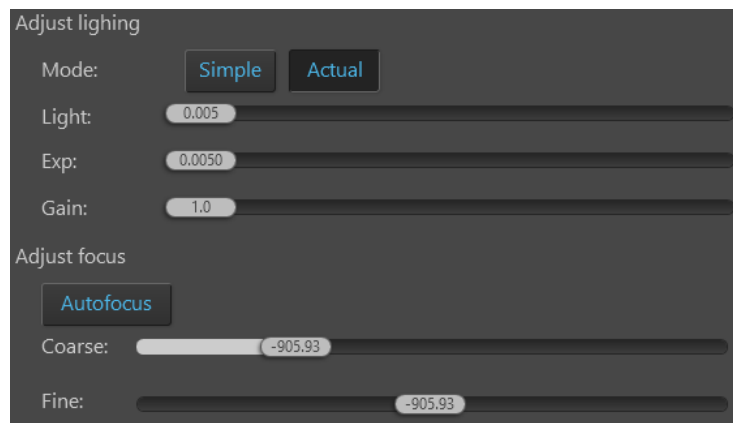 Adjust lighing
Mode: Simple Actual
Light: 0.005
Exp: 0.0050
Gain: 1.0
Adjust focus
Autofocus
Coarse: -905.93
Fine: -905.93